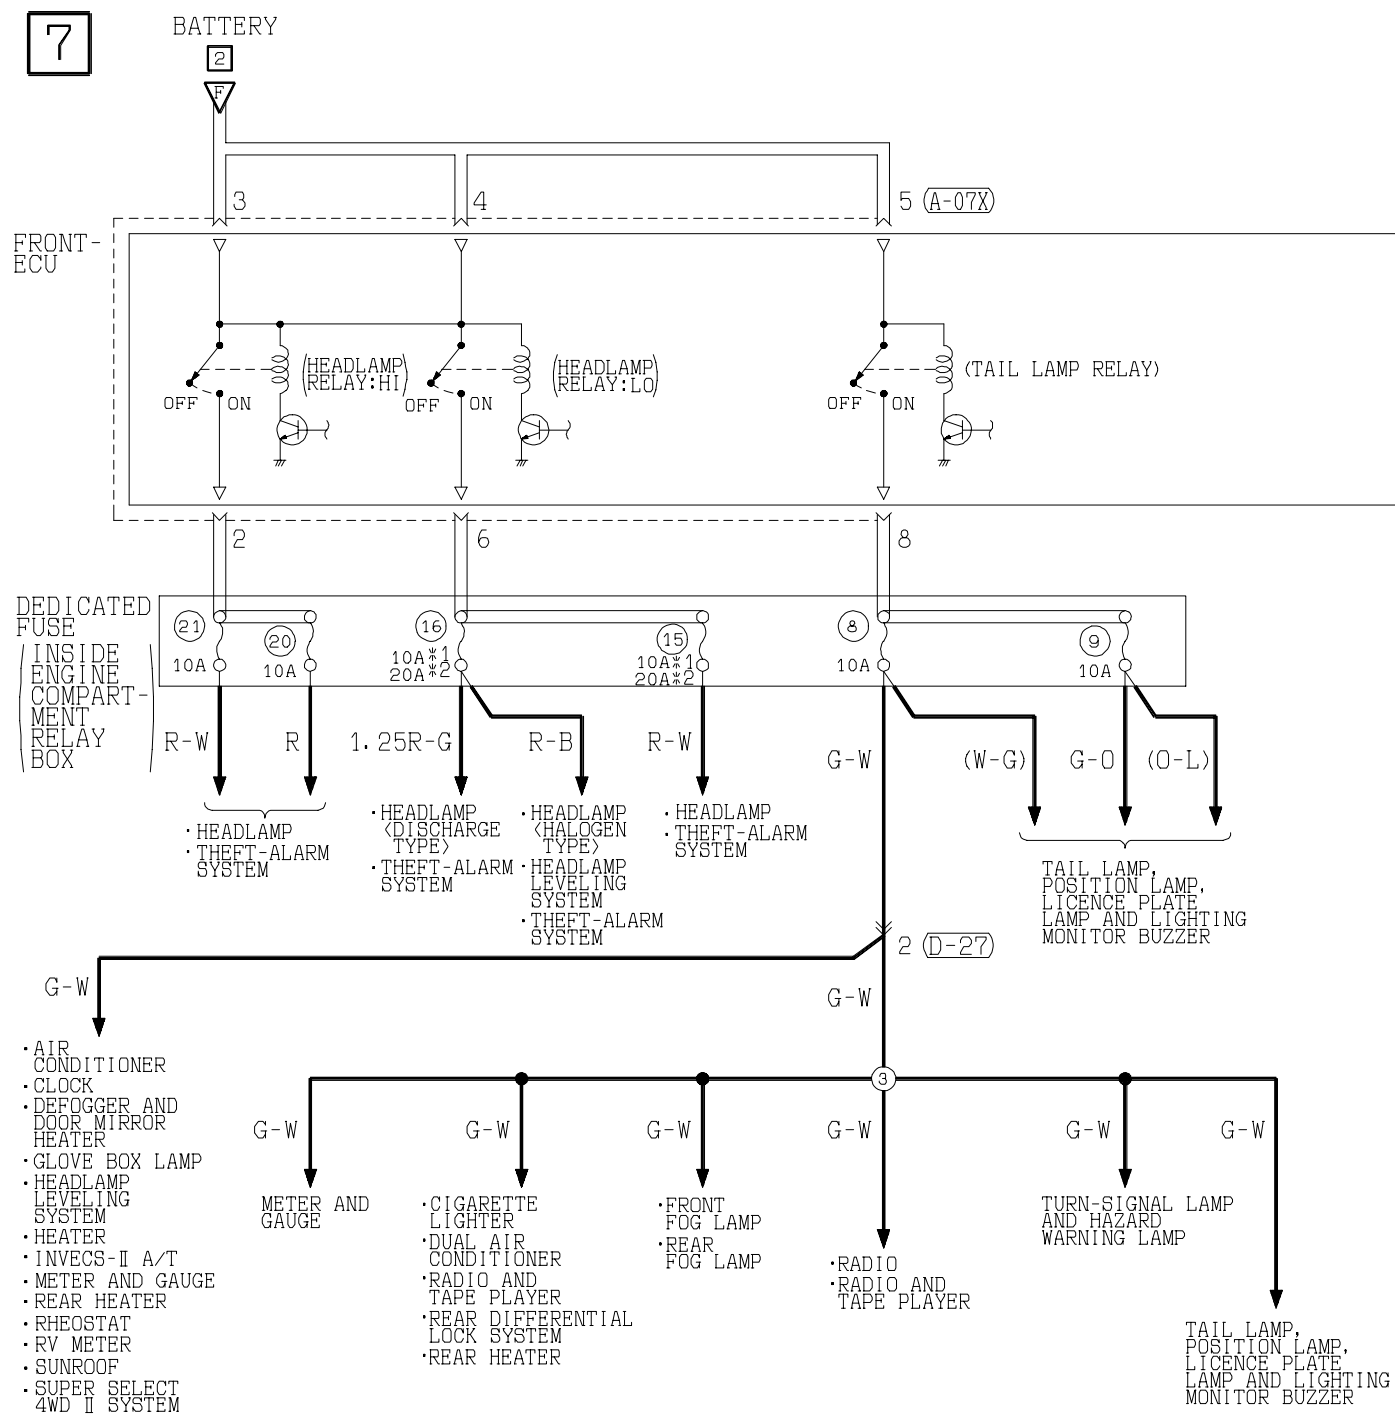 7
BATTERY
2
F
3
4
5 (A-07X)
FRONT-
ECU
(HEADLAMP
RELAY:HI)
(HEADLAMP
RELAY:LO)
(TAIL LAMP RELAY)
OFF ON
OFF ON
OFF ON
2
6
8
DEDICATED
FUSE
(INSIDE
ENGINE
COMPART-
MENT
RELAY
BOX)
21
10A
20
10A
16
10A※1
20A※2
15
10A※1
20A※2
8
10A
9
10A
R-W
R
1.25R-G
R-B
R-W
G-W
(W-G)
G-O
(O-L)
·HEADLAMP
·THEFT-ALARM
SYSTEM
·HEADLAMP
<DISCHARGE
TYPE>
·THEFT-ALARM
SYSTEM
·HEADLAMP
<HALOGEN
TYPE>
·HEADLAMP
LEVELING
SYSTEM
·THEFT-ALARM
SYSTEM
·HEADLAMP
·THEFT-ALARM
SYSTEM
TAIL LAMP,
POSITION LAMP,
LICENCE PLATE
LAMP AND LIGHTING
MONITOR BUZZER
2 (D-27)
G-W
G-W
·AIR
CONDITIONER
·CLOCK
·DEFOGGER AND
DOOR MIRROR
HEATER
·GLOVE BOX LAMP
·HEADLAMP
LEVELING
SYSTEM
·HEATER
·INVECS-Ⅱ A/T
·METER AND GAUGE
·REAR HEATER
·RHEOSTAT
·RV METER
·SUNROOF
·SUPER SELECT
4WD Ⅱ SYSTEM
3
G-W
G-W
G-W
G-W
G-W
G-W
METER AND
GAUGE
·CIGARETTE
LIGHTER
·DUAL AIR
CONDITIONER
·RADIO AND
TAPE PLAYER
·REAR DIFFERENTIAL
LOCK SYSTEM
·REAR HEATER
·FRONT
FOG LAMP
·REAR
FOG LAMP
·RADIO
·RADIO AND
TAPE PLAYER
TURN-SIGNAL LAMP
AND HAZARD
WARNING LAMP
TAIL LAMP,
POSITION LAMP,
LICENCE PLATE
LAMP AND LIGHTING
MONITOR BUZZER